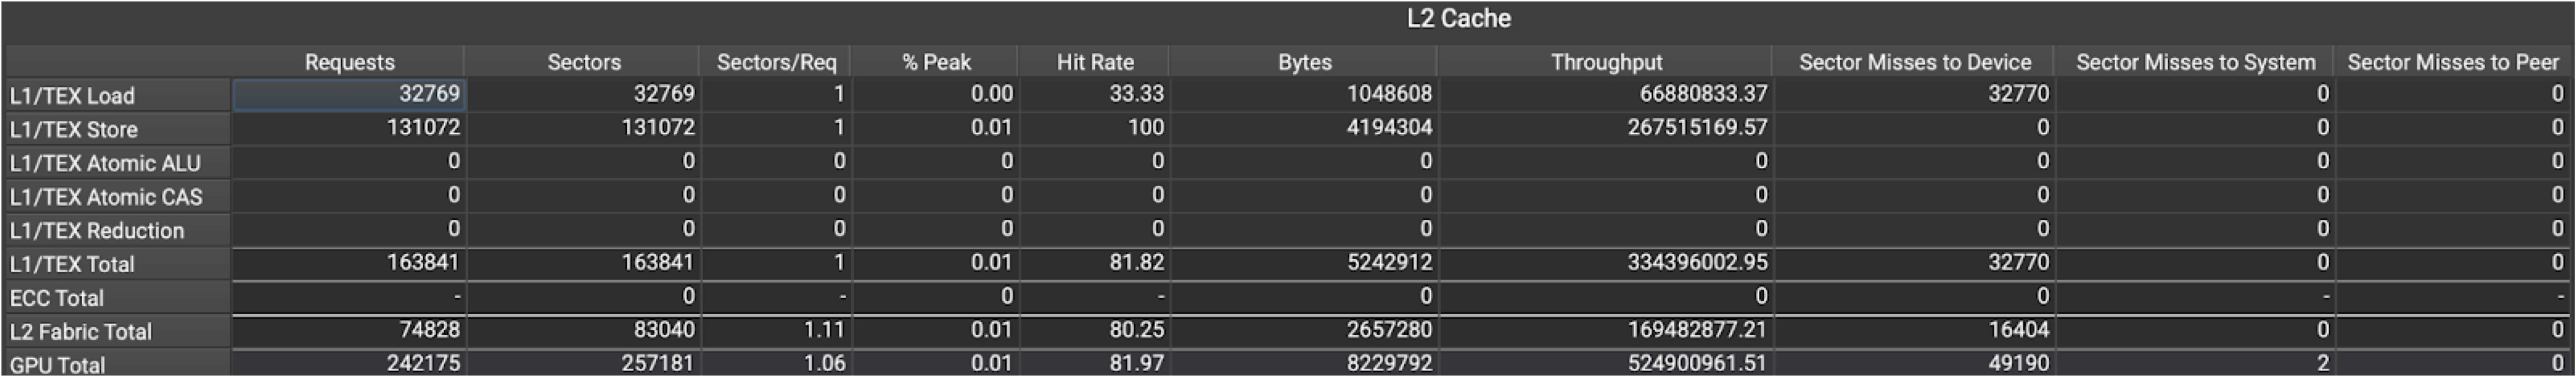 L2 Cache
Requests Sectors Sectors/Req % Peak Hit Rate Bytes Throughput Sector Misses to Device Sector Misses to System Sector Misses to Peer
L1/TEX Load 32769 32769 1 0.00 33.33 1048608 66880833.37 32770 0 0
L1/TEX Store 131072 131072 1 0.01 100 4194304 267515169.57 0 0 0
L1/TEX Atomic ALU 0 0 0 0 0 0 0 0 0 0
L1/TEX Atomic CAS 0 0 0 0 0 0 0 0 0 0
L1/TEX Reduction 0 0 0 0 0 0 0 0 0 0
L1/TEX Total 163841 163841 1 0.01 81.82 5242912 334396002.95 32770 0 0
ECC Total - 0 - 0 - 0 0 0 - -
L2 Fabric Total 74828 83040 1.11 0.01 80.25 2657280 169482877.21 16404 0 0
GPU Total 242175 257181 1.06 0.01 81.97 8229792 524900961.51 49190 2 0